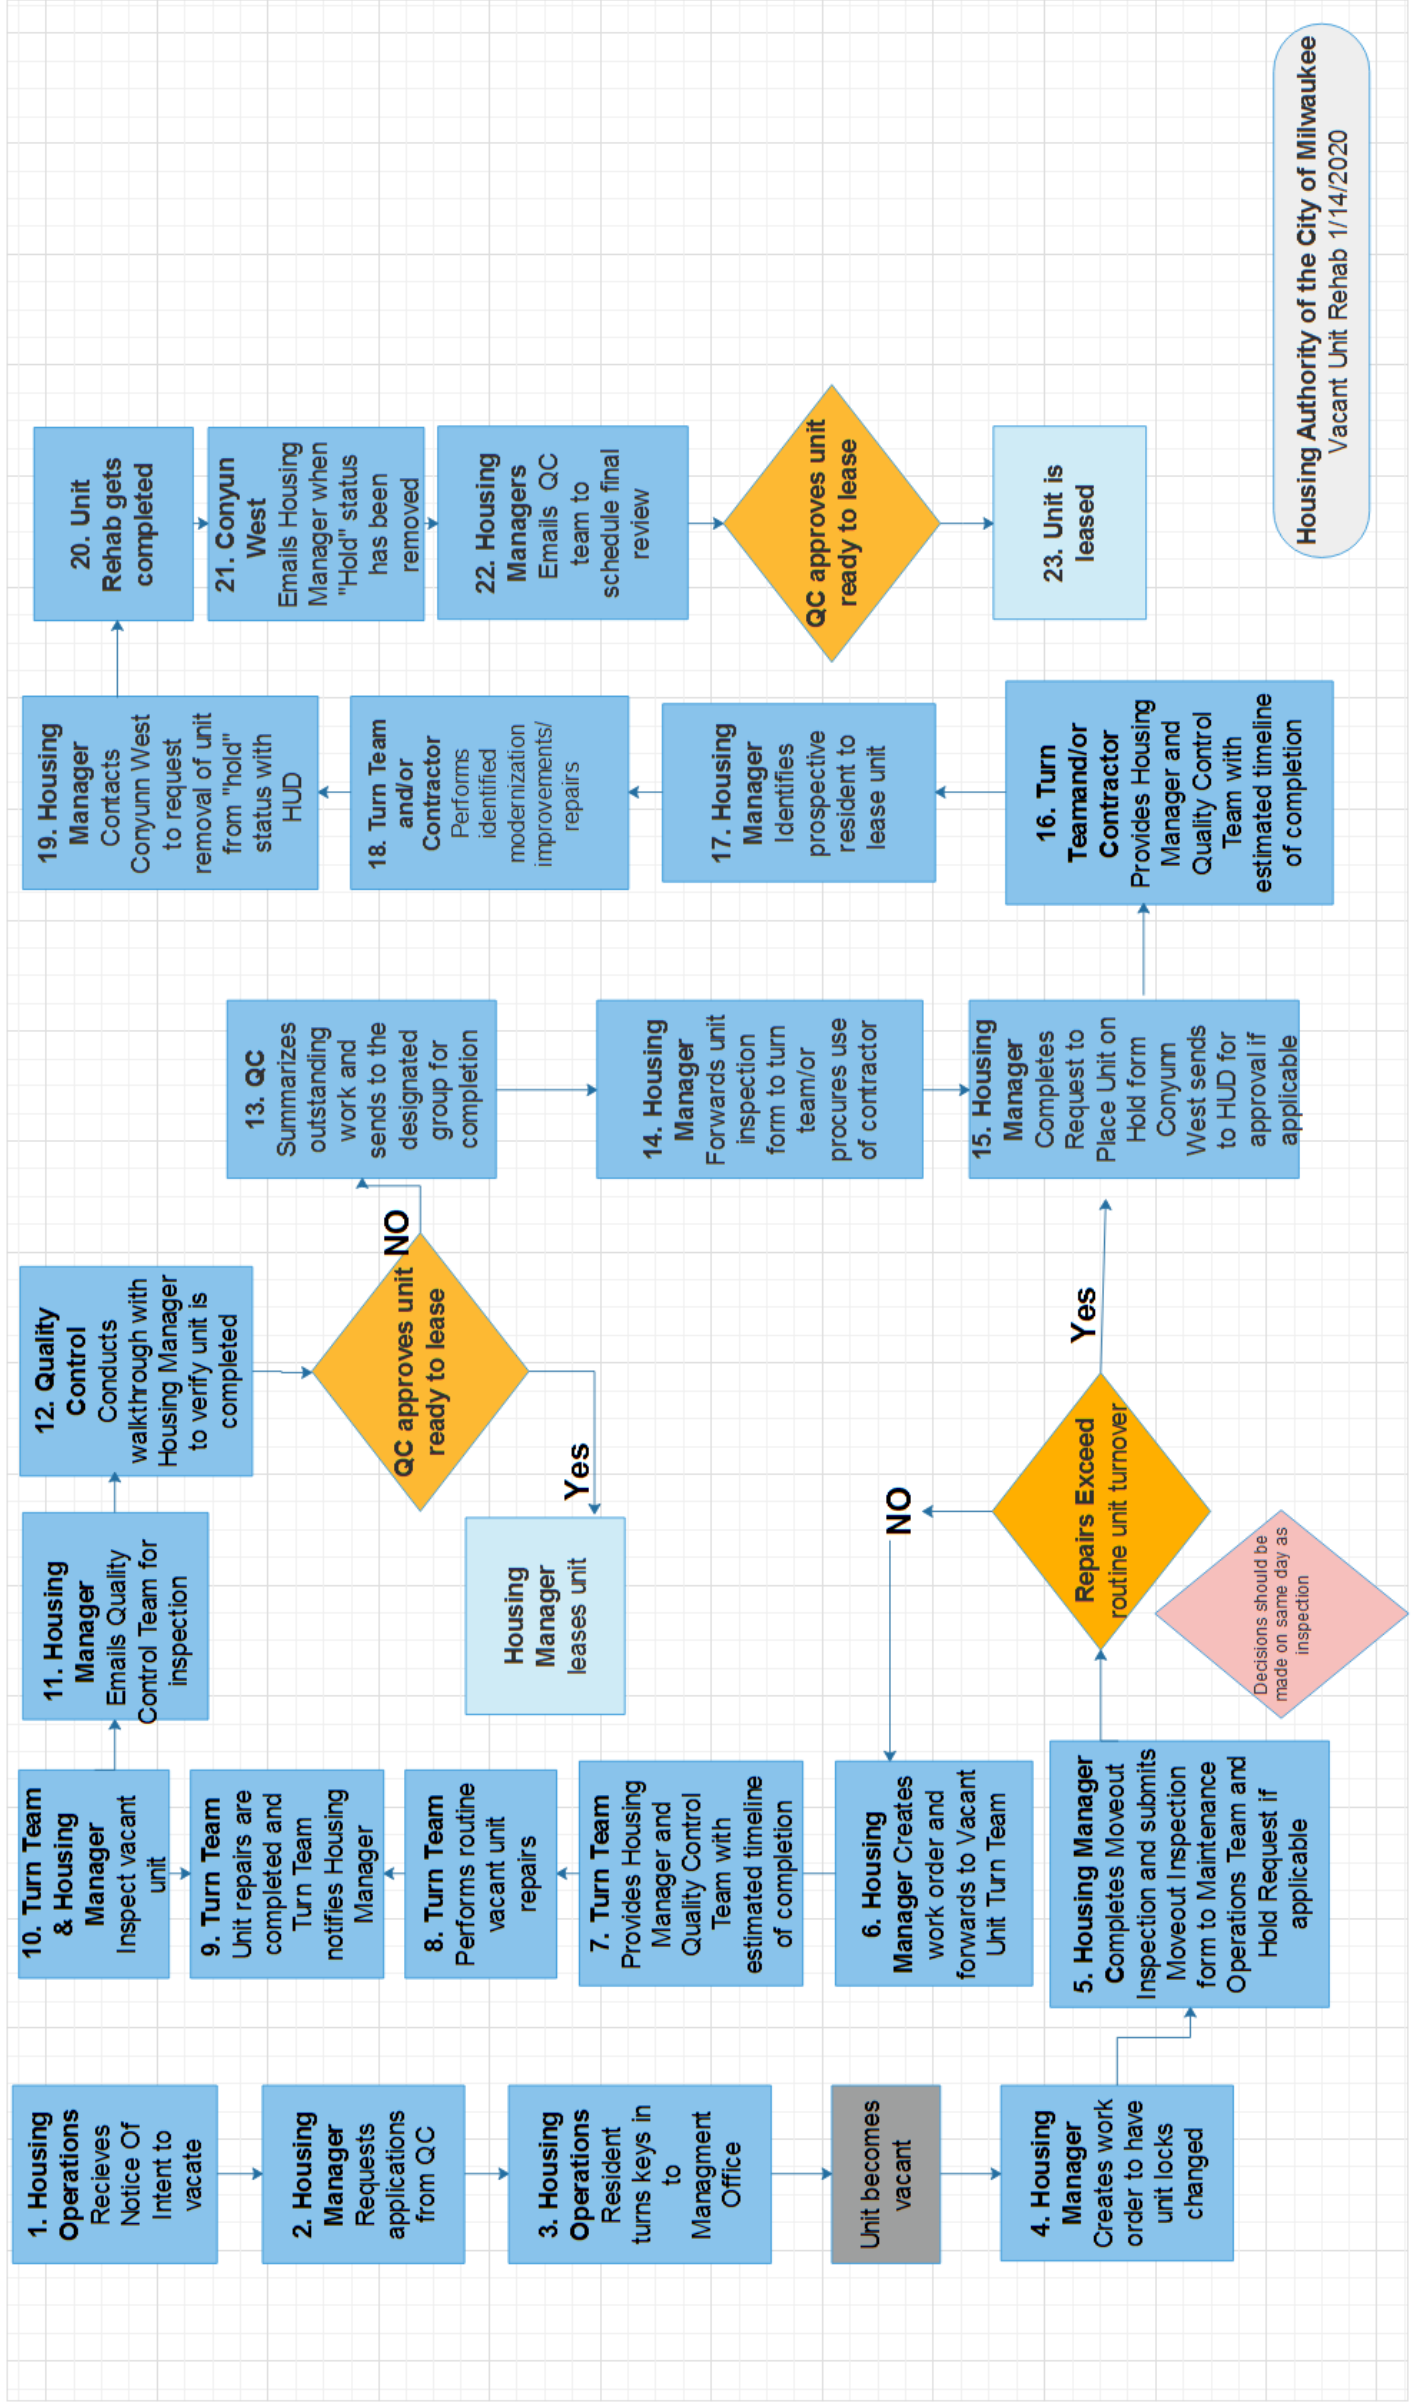 1. Housing
Operations
Recieves
Notice Of
Intent to
vacate
2. Housing
Manager
Requests
applications
from QC
3. Housing
Operations
Resident
turns keys in
to
Managment
Office
Unit becomes
vacant
4. Housing
Manager
Creates work
order to have
unit locks
changed
5. Housing Manager
Completes Moveout
Inspection and submits
Moveout Inspection
form to Maintenance
Operations Team and
Hold Request if
applicable
Repairs Exceed
routine unit turnover
Decisions should be
made on same day as
inspection
NO
Yes
6. Housing
Manager Creates
work order and
forwards to Vacant
Unit Turn Team
7. Turn Team
Provides Housing
Manager and
Quality Control
Team with
estimated timeline
of completion
8. Turn Team
Performs routine
vacant unit
repairs
9. Turn Team
Unit repairs are
completed and
Turn Team
notifies Housing
Manager
10. Turn Team
& Housing
Manager
Inspect vacant
unit
11. Housing
Manager
Emails Quality
Control Team for
inspection
12. Quality
Control
Conducts
walkthrough with
Housing Manager
to verify unit is
completed
QC approves unit
ready to lease
NO
Yes
Housing
Manager
leases unit
13. QC
Summarizes
outstanding
work and
sends to the
designated
group for
completion
14. Housing
Manager
Forwards unit
inspection
form to turn
team/or
procures use
of contractor
15. Housing
Manager
Completes
Request to
Place Unit on
Hold form
Conyunn
West sends
to HUD for
approval if
applicable
16. Turn
Teamand/or
Contractor
Provides Housing
Manager and
Quality Control
Team with
estimated timeline
of completion
17. Housing
Manager
Identifies
prospective
resident to
lease unit
18. Turn Team
and/or
Contractor
Performs
identified
modernization
improvements/
repairs
19. Housing
Manager
Contacts
Conyunn West
to request
removal of unit
from "hold"
status with
HUD
20. Unit
Rehab gets
completed
21. Conyun
West
Emails Housing
Manager when
"Hold" status
has been
removed
22. Housing
Managers
Emails QC
team to
schedule final
review
QC approves unit
ready to lease
23. Unit is
leased
Housing Authority of the City of Milwaukee
Vacant Unit Rehab 1/14/2020